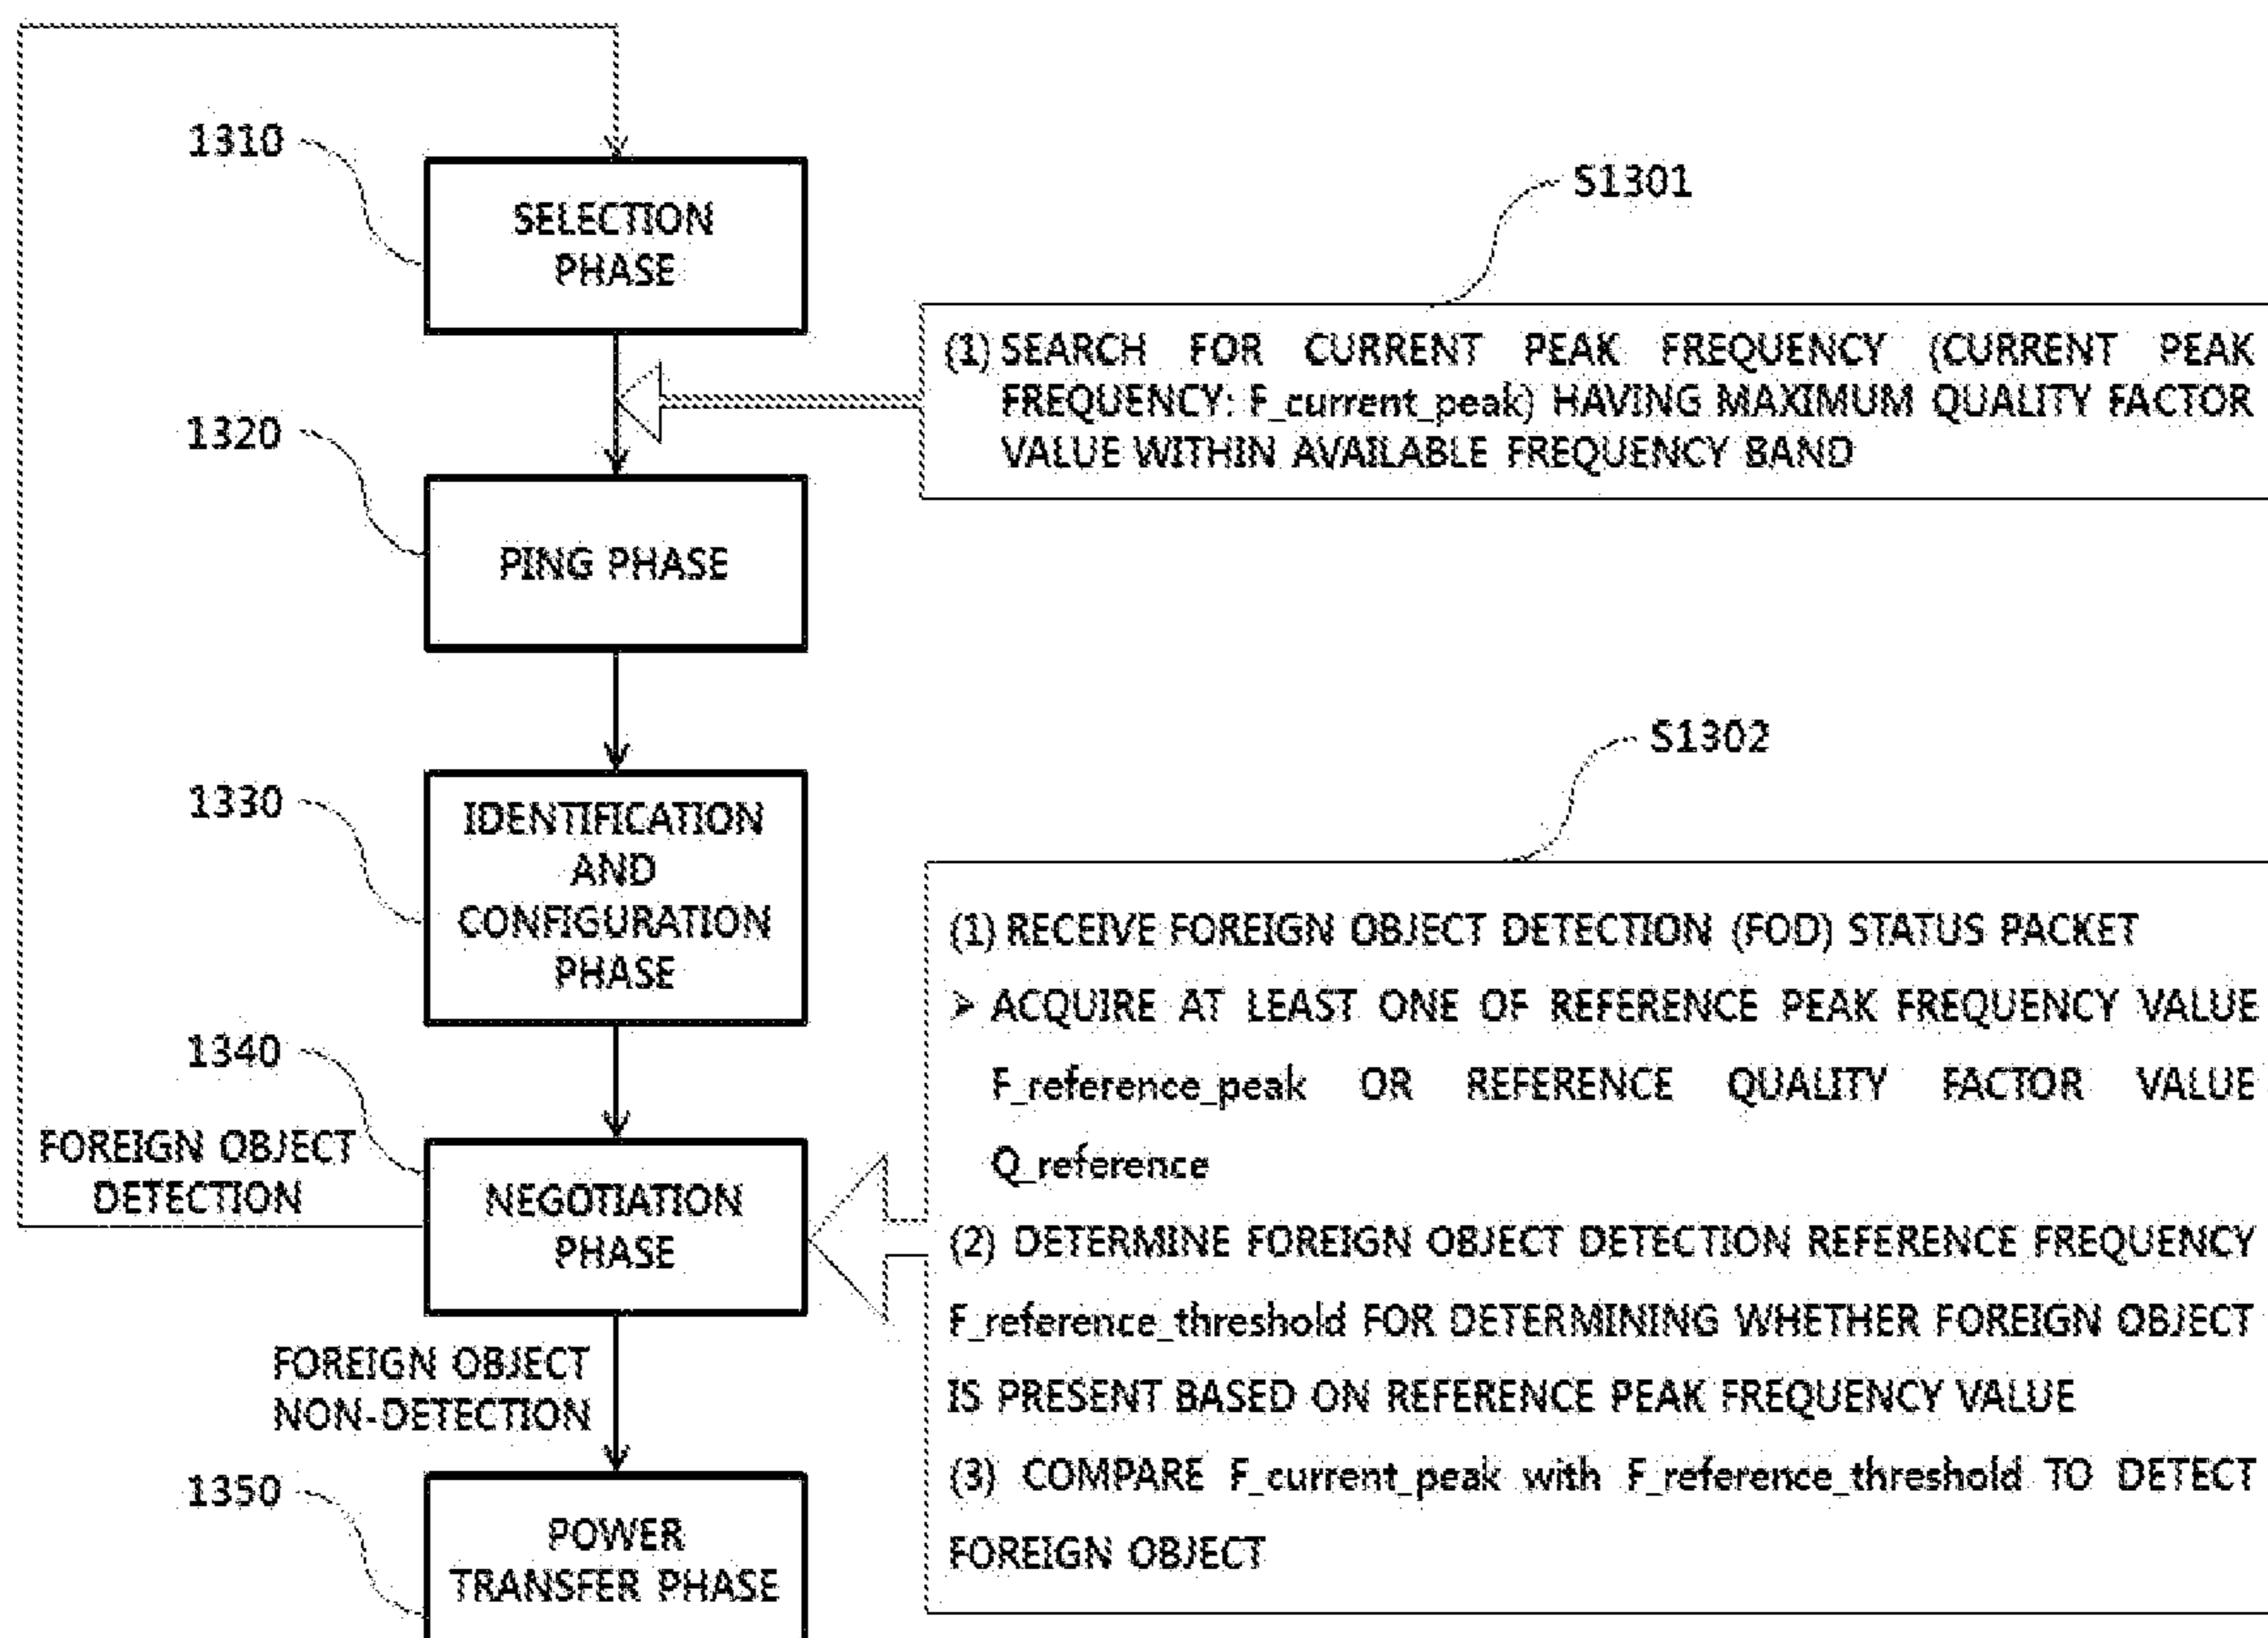 1310
SELECTION
PHASE
S1301
(1) SEARCH FOR CURRENT PEAK FREQUENCY (CURRENT PEAK
FREQUENCY: F_current_peak) HAVING MAXIMUM QUALITY FACTOR
VALUE WITHIN AVAILABLE FREQUENCY BAND
1320
PING PHASE
1330
IDENTIFICATION
AND
CONFIGURATION
PHASE
S1302
(1) RECEIVE FOREIGN OBJECT DETECTION (FOD) STATUS PACKET
➢ ACQUIRE AT LEAST ONE OF REFERENCE PEAK FREQUENCY VALUE
F_reference_peak OR REFERENCE QUALITY FACTOR VALUE
Q_reference
(2) DETERMINE FOREIGN OBJECT DETECTION REFERENCE FREQUENCY
F_reference_threshold FOR DETERMINING WHETHER FOREIGN OBJECT
IS PRESENT BASED ON REFERENCE PEAK FREQUENCY VALUE
(3) COMPARE F_current_peak with F_reference_threshold TO DETECT
FOREIGN OBJECT
1340
FOREIGN OBJECT
DETECTION
NEGOTIATION
PHASE
FOREIGN OBJECT
NON-DETECTION
1350
POWER
TRANSFER PHASE